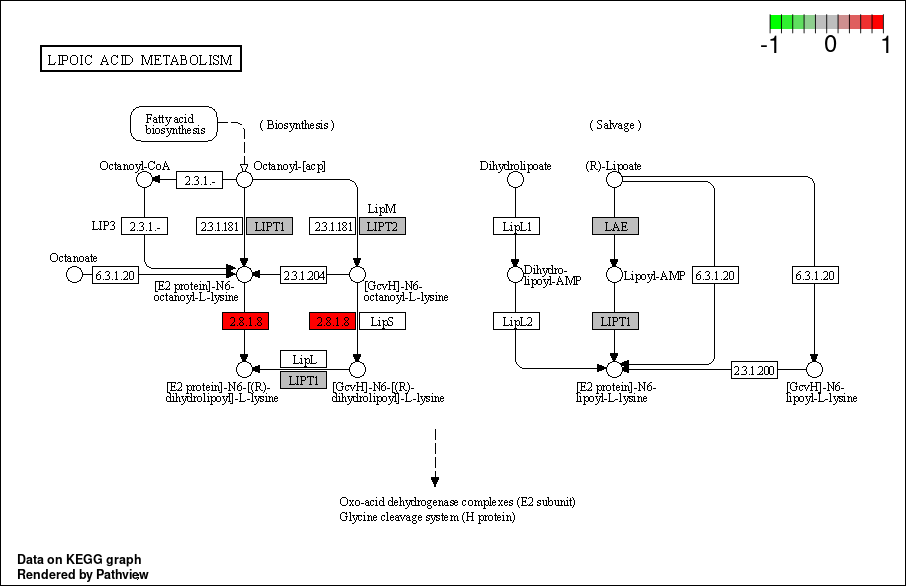 -1 0 1
LIPOIC ACID METABOLISM
Fatty acid
biosynthesis
( Biosynthesis )
( Salvage )
Octanoyl-CoA
Octanoyl-[acp]
Dihydrolipoate
(R)-Lipoate
2.3.1.-
LipM
LIP3
2.3.1.-
2.3.1.181
LIPT1
2.3.1.181
LIPT2
LipL1
LAE
Octanoate
6.3.1.20
2.3.1.204
Dihydro-
lipoyl-AMP
Lipoyl-AMP
6.3.1.20
6.3.1.20
[E2 protein]-N6-
octanoyl-L-lysine
[GcvH]-N6-
octanoyl-L-lysine
2.8.1.8
2.8.1.8
LipS
LipL2
LIPT1
LipL
LIPT1
2.3.1.200
[E2 protein]-N6-[(R)-
dihydrolipoyl]-L-lysine
[GcvH]-N6-[(R)-
dihydrolipoyl]-L-lysine
[E2 protein]-N6-
lipoyl-L-lysine
[GcvH]-N6-
lipoyl-L-lysine
Oxo-acid dehydrogenase complexes (E2 subunit)
Glycine cleavage system (H protein)
Data on KEGG graph
Rendered by Pathview